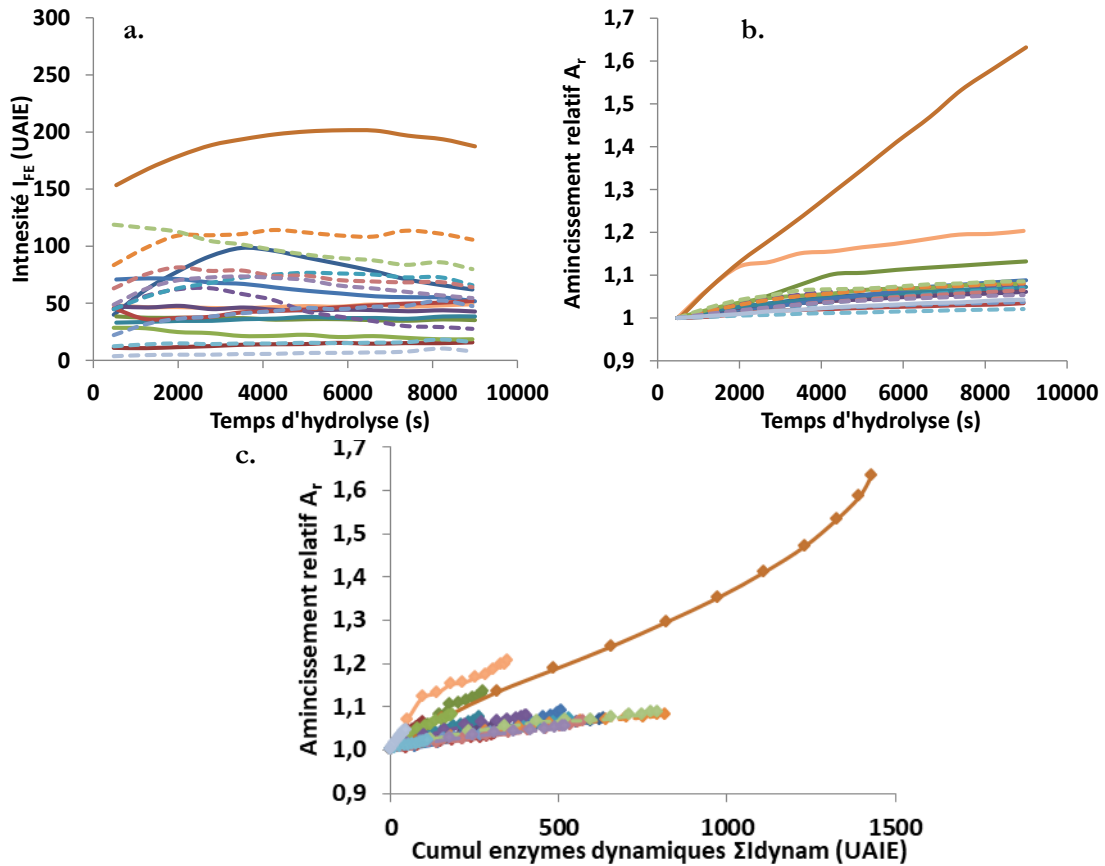 a.
300
250
200
150
100
50
0
Intnesité I_FE (UAIE)
0 2000 4000 6000 8000 10000
Temps d'hydrolyse (s)
b.
1,7
1,6
1,5
1,4
1,3
1,2
1,1
1
0,9
Amincissement relatif A_r
0 2000 4000 6000 8000 10000
Temps d'hydrolyse (s)
c.
1,7
1,6
1,5
1,4
1,3
1,2
1,1
1,0
0,9
Amincissement relatif A_r
0 500 1000 1500
Cumul enzymes dynamiques ΣIdynam (UAIE)